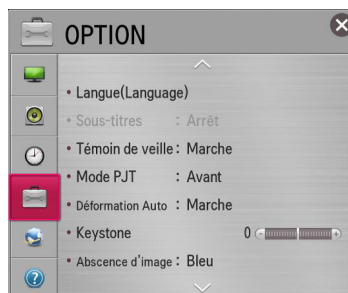 OPTION
• Langue(Language)
• Sous-titres : Arrêt
• Témoin de veille : Marche
• Mode PJT : Avant
• Déformation Auto : Marche
• Keystone 0
• Abscence d'image : Bleu